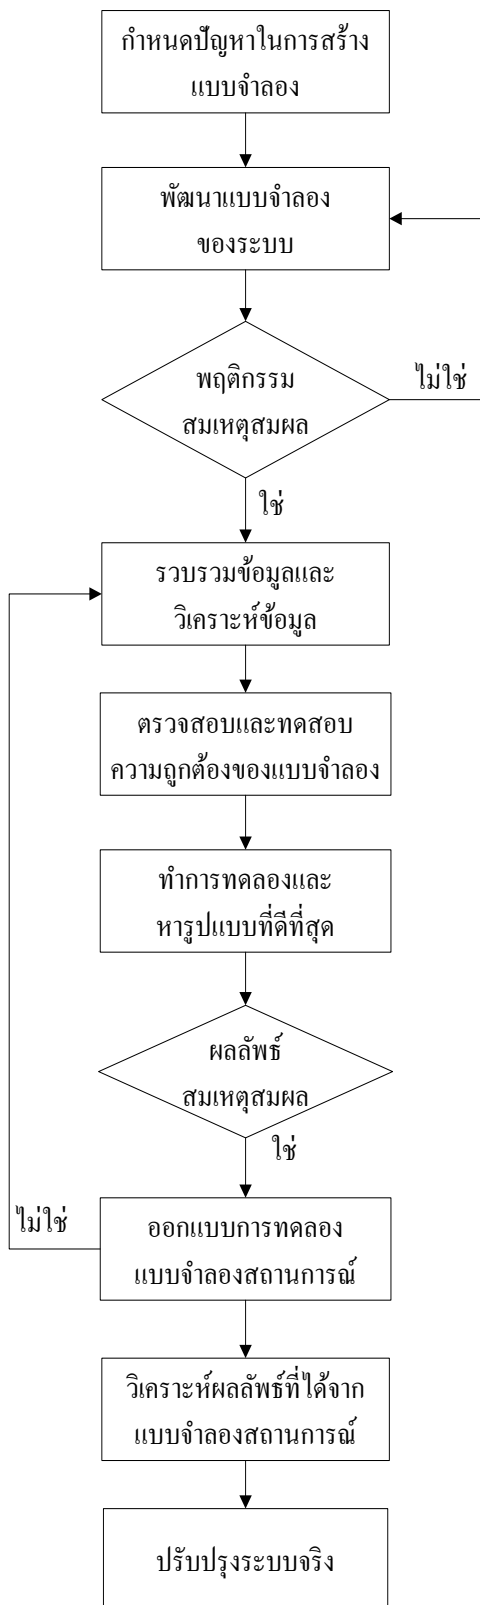 กำหนดปัญหาในการสร้าง
แบบจำลอง
พัฒนาแบบจำลอง
ของระบบ
พฤติกรรม
สมเหตุสมผล
ไม่ใช่
ใช่
รวบรวมข้อมูลและ
วิเคราะห์ข้อมูล
ตรวจสอบและทดสอบ
ความถูกต้องของแบบจำลอง
ทำการทดลองและ
หารูปแบบที่ดีที่สุด
ผลลัพธ์
สมเหตุสมผล
ใช่
ไม่ใช่
ออกแบบการทดลอง
แบบจำลองสถานการณ์
วิเคราะห์ผลลัพธ์ที่ได้จาก
แบบจำลองสถานการณ์
ปรับปรุงระบบจริง